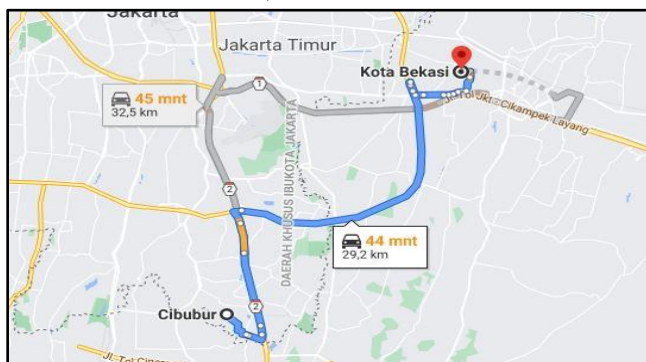 Jakarta
Jakarta Timur
Kota Bekasi
45 mnt
32,5 km
1
Jl. Tol Jkt - Cikampek Layang
DAERAH KHUSUS IBUKOTA JAKARTA
2
44 mnt
29,2 km
Cibubur
2
JL. Tol